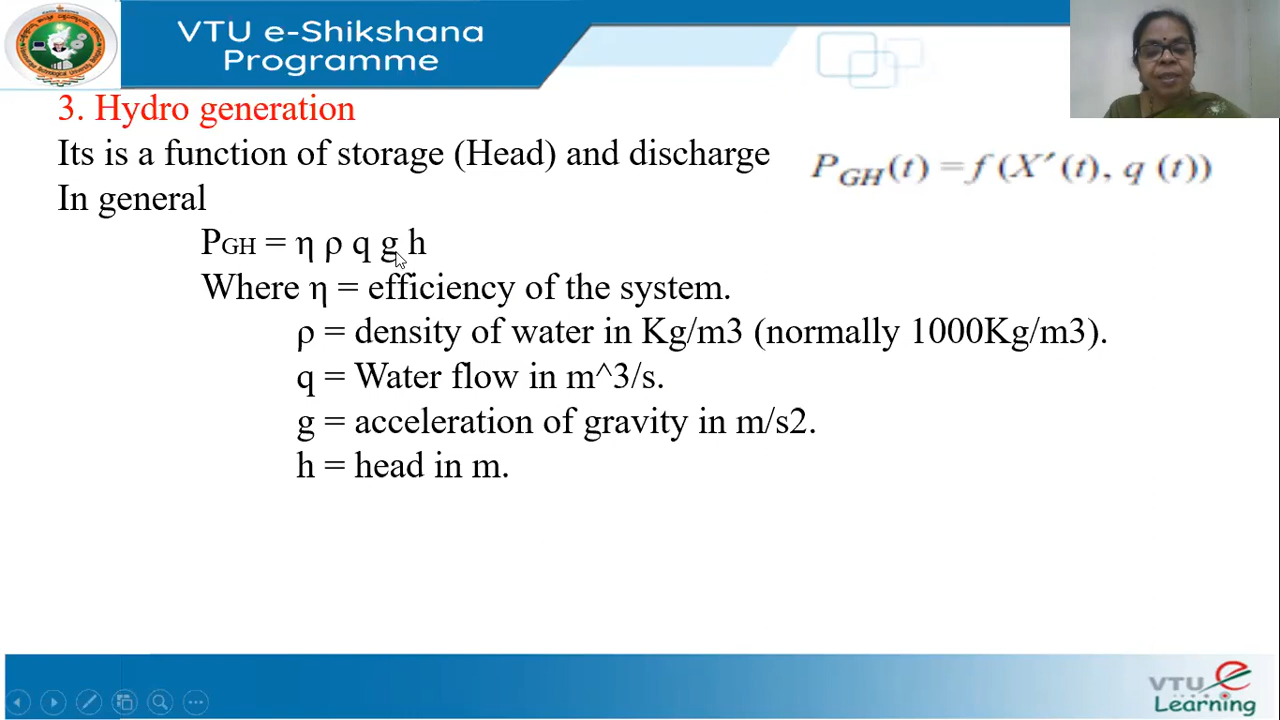 VTU e-Shikshana
Programme
3. Hydro generation
Its is a function of storage (Head) and discharge
P_GH(t) = f (X′(t), q (t))
In general
PGH = η ρ q g h
Where η = efficiency of the system.
ρ = density of water in Kg/m3 (normally 1000Kg/m3).
q = Water flow in m^3/s.
g = acceleration of gravity in m/s2.
h = head in m.
VTU e
Learning